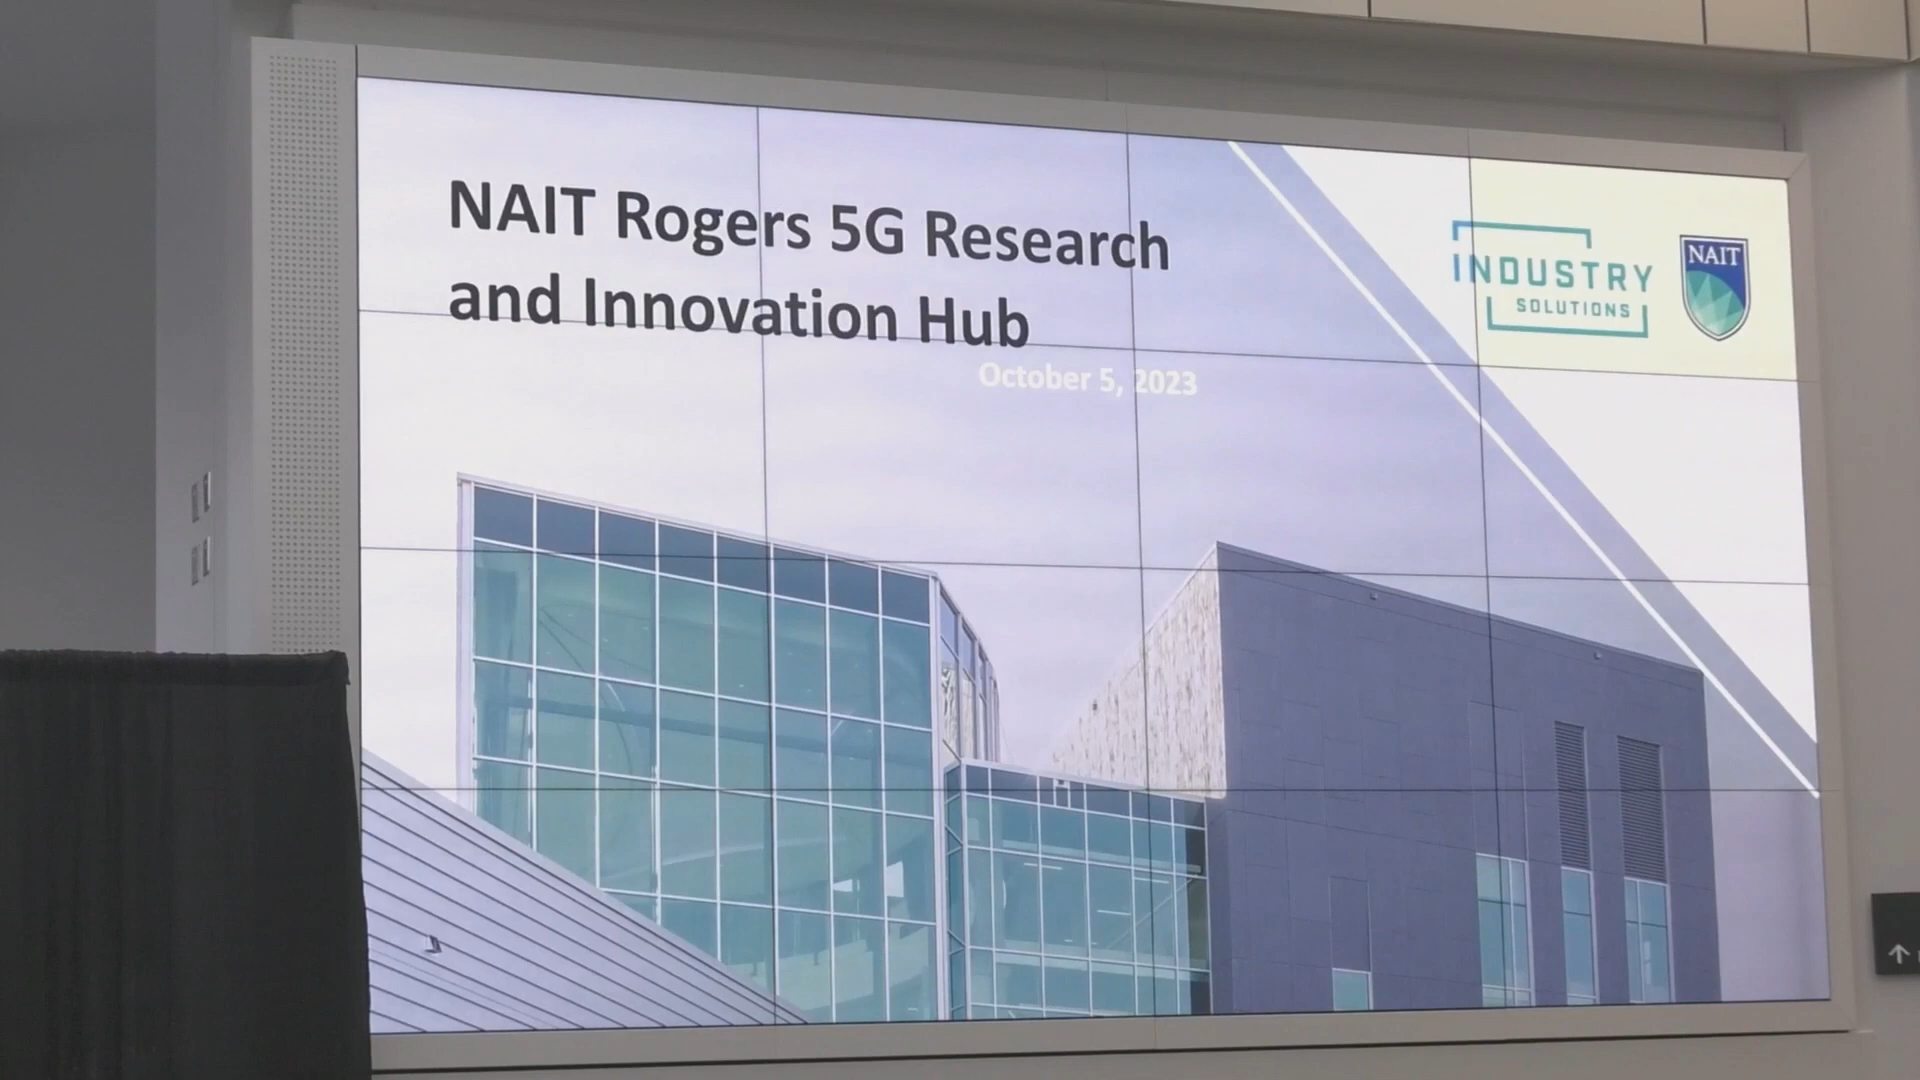 NAIT Rogers 5G Research
and Innovation Hub
October 5, 2023
INDUSTRY
SOLUTIONS
NAIT